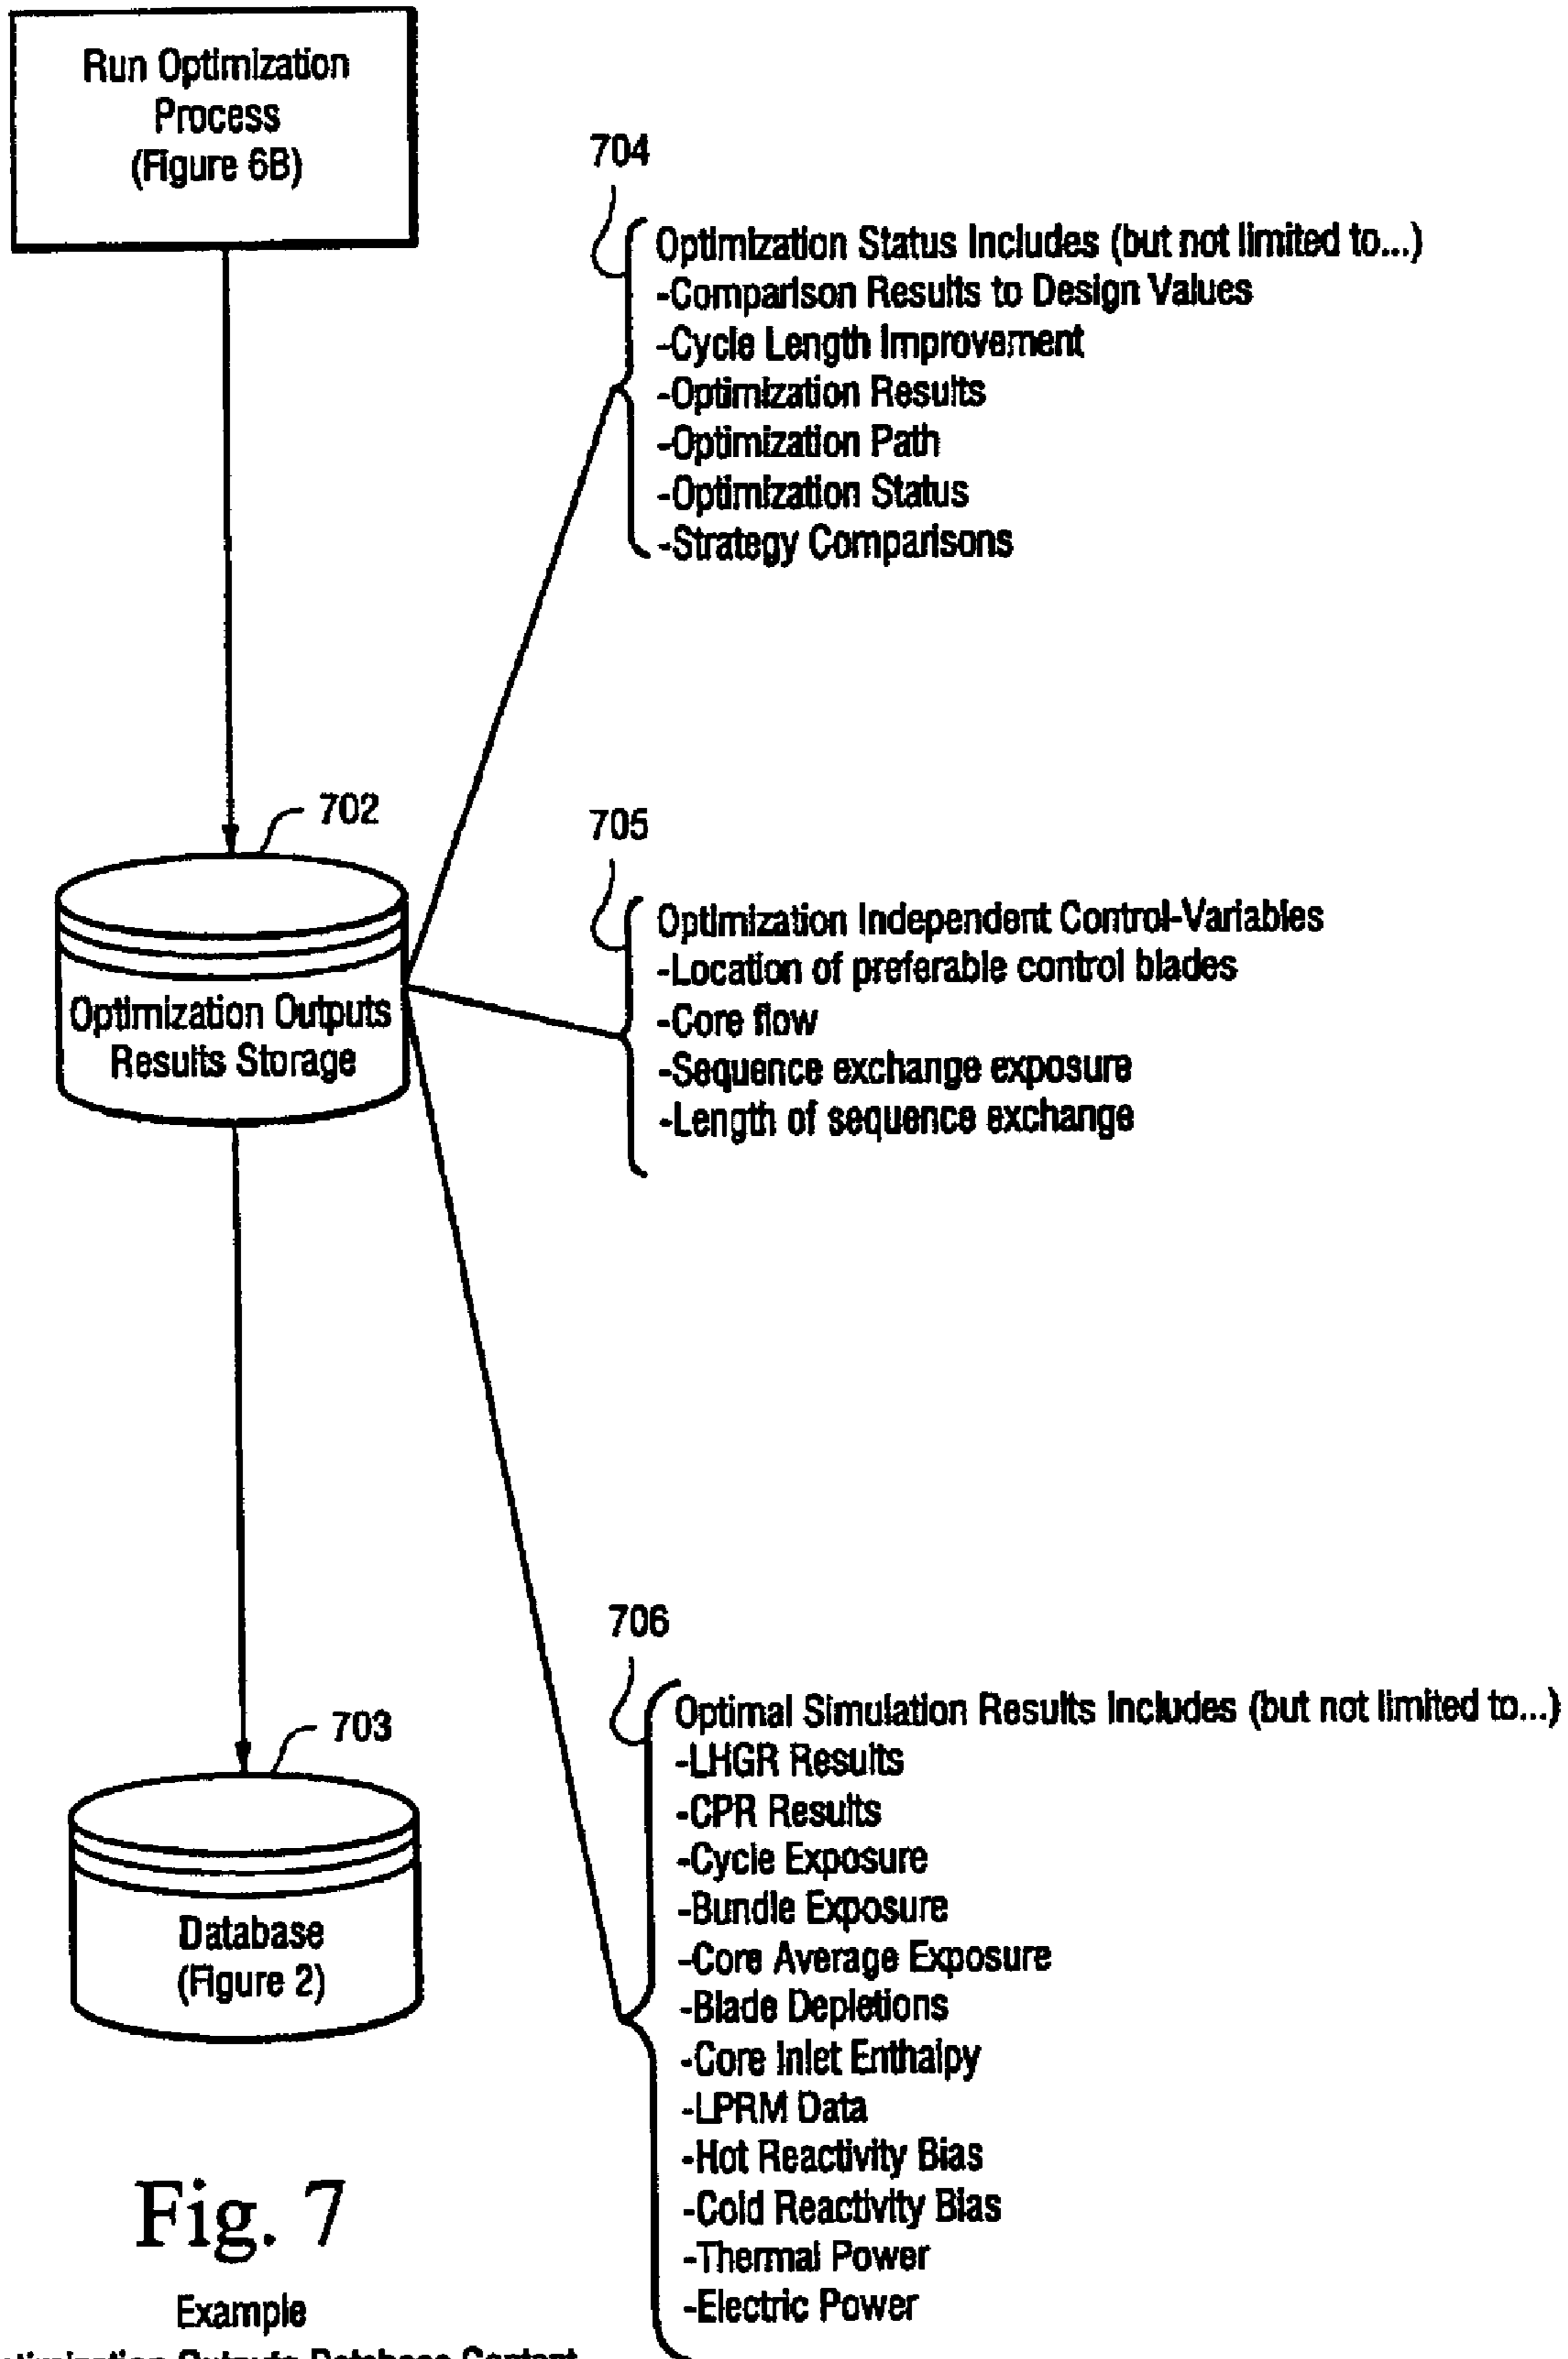 Run Optimization
Process
(Figure 6B)
704
Optimization Status Includes (but not limited to...)
-Comparison Results to Design Values
-Cycle Length Improvement
-Optimization Results
-Optimization Path
-Optimization Status
-Strategy Comparisons
702
Optimization Outputs
Results Storage
705
Optimization Independent Control-Variables
-Location of preferable control blades
-Core flow
-Sequence exchange exposure
-Length of sequence exchange
703
Database
(Figure 2)
706
Optimal Simulation Results Includes (but not limited to...)
-LHGR Results
-CPR Results
-Cycle Exposure
-Bundle Exposure
-Core Average Exposure
-Blade Depletions
-Core Inlet Enthalpy
-LPRM Data
-Hot Reactivity Bias
-Cold Reactivity Bias
-Thermal Power
-Electric Power
Fig. 7
Example
Outputs Database Content